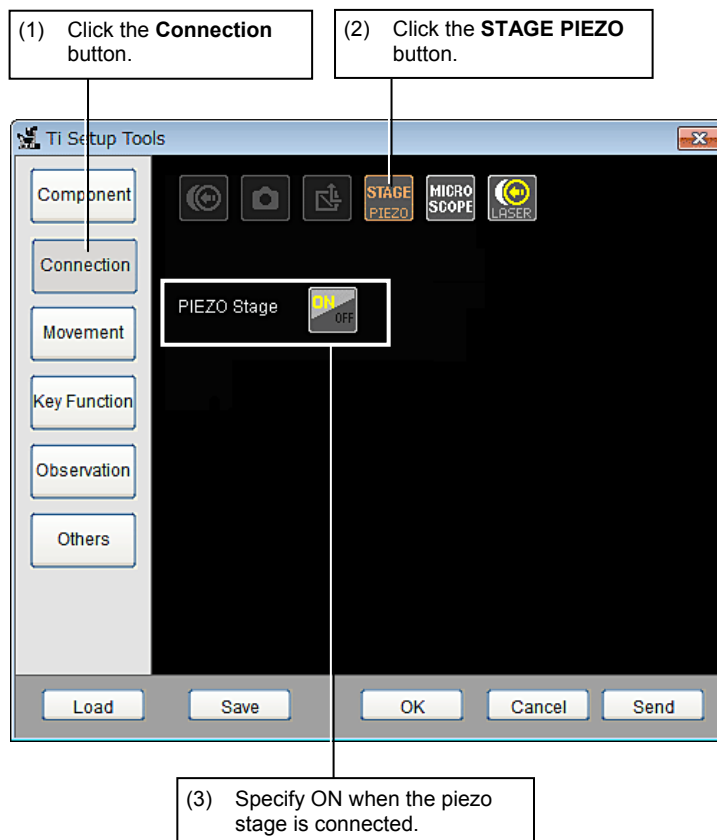 (1) Click the Connection
button.
(2) Click the STAGE PIEZO
button.
Ti Setup Tools
Component
STAGE
PIEZO
MICRO
SCOPE
LASER
Connection
PIEZO Stage
ON
OFF
Movement
Key Function
Observation
Others
Load
Save
OK
Cancel
Send
(3) Specify ON when the piezo
stage is connected.